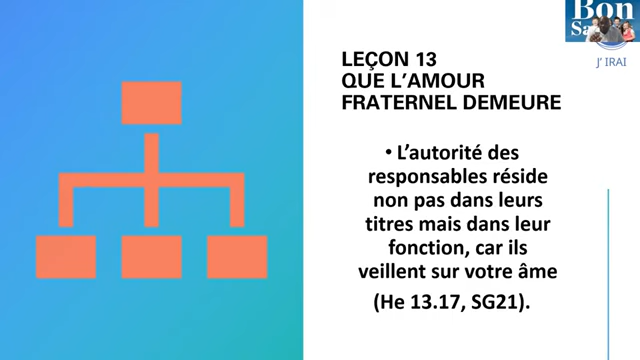 Bon
Sa
J’ IRAI
LEÇON 13
QUE L’AMOUR
FRATERNEL DEMEURE
• L’autorité des
responsables réside
non pas dans leurs
titres mais dans leur
fonction, car ils
veillent sur votre âme
(He 13.17, SG21).